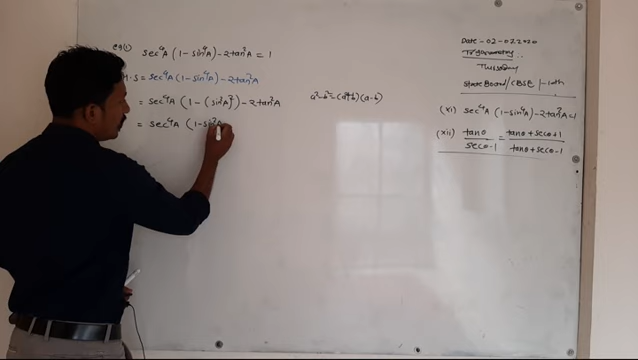 eg(i) sec⁴A (1-sin⁴A)-2tan²A = 1
H·S = sec⁴A (1-sin⁴A)-2tan²A
= sec⁴A (1-(sin²A)²)-2tan²A
= sec⁴A (1-sin²A
a²-b²=(a+b)(a-b)
Date -02-07.2020
Trigonometry
Thursday
State Board/CBSE/-10th
(xi) sec⁴A (1-sin⁴A)-2tan²A=1
(xii) tanθ/secθ-1 = tanθ+secθ+1/tanθ+secθ-1